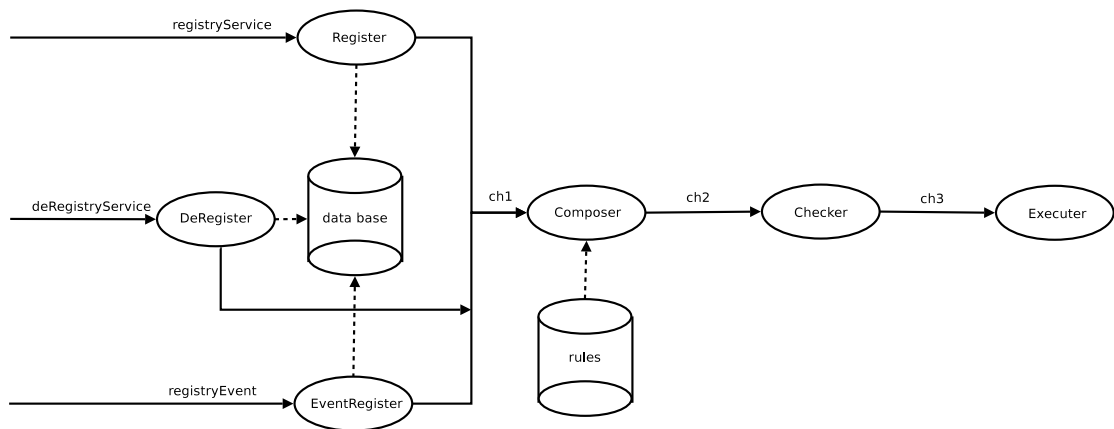 registryService
Register
deRegistryService
DeRegister
data base
ch1
Composer
ch2
Checker
ch3
Executer
rules
registryEvent
EventRegister